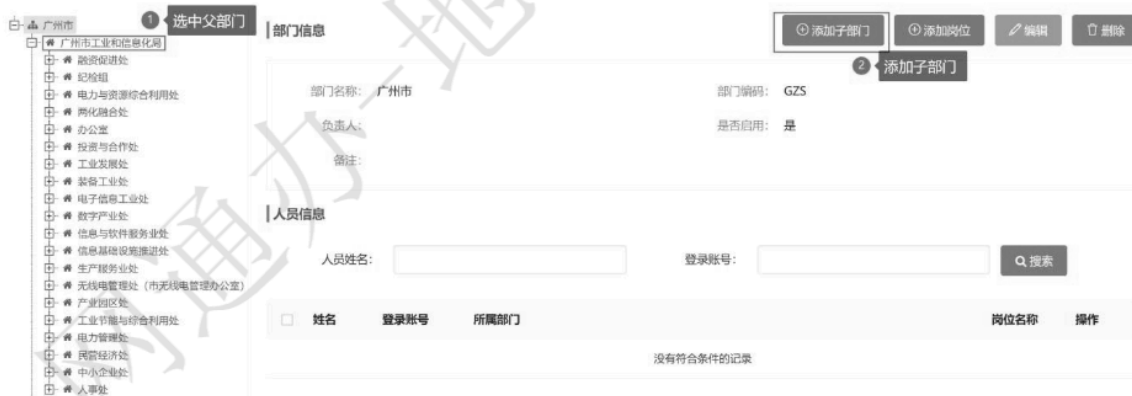 广州市
1 选中父部门
广州市工业和信息化局
融资促进处
纪检组
电力与资源综合利用处
两化融合处
办公室
投资与合作处
工业发展处
装备工业处
电子信息工业处
数字产业处
信息与软件服务业处
信息基础设施推进处
生产服务业处
无线电管理处（市无线电管理办公室）
产业园区处
工业节能与综合利用处
电力管理处
民营经济处
中小企业处
人事处
部门信息
添加子部门 添加岗位 编辑 删除
2 添加子部门
部门名称： 广州市 部门编码： GZS
负责人： 是否启用： 是
备注：
人员信息
人员姓名： 登录账号： 搜索
姓名 登录账号 所属部门 岗位名称 操作
没有符合条件的记录
网通办-地